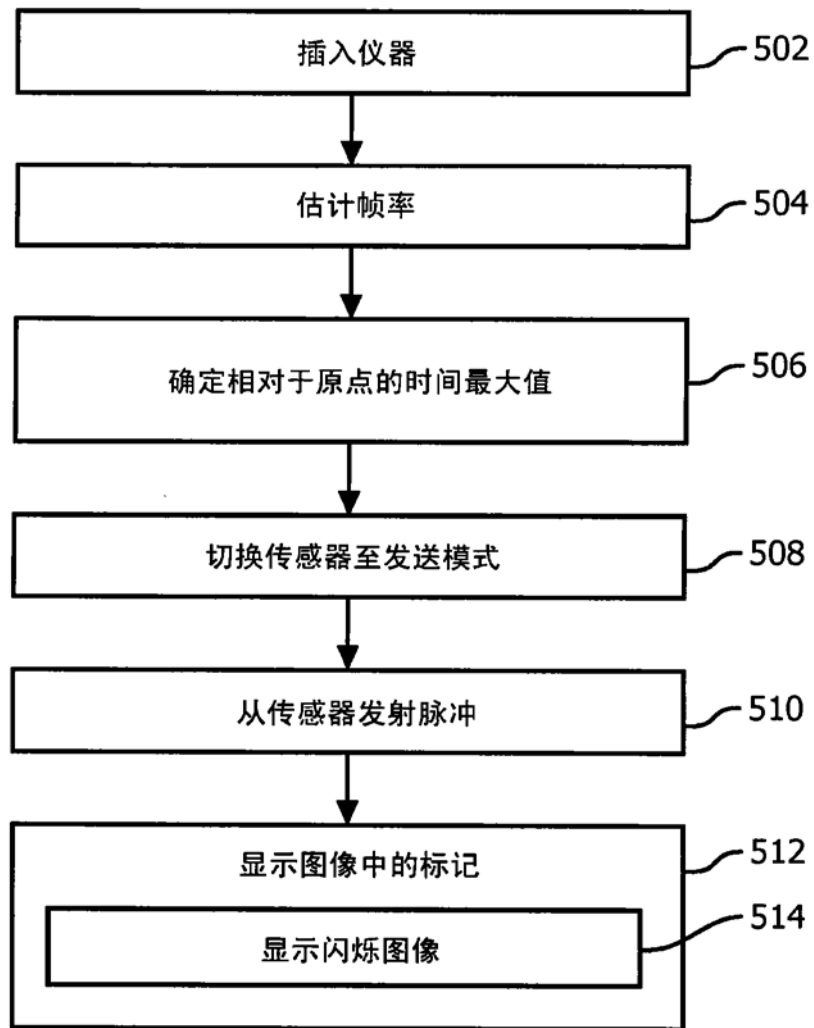 插入仪器
502
估计帧率
504
确定相对于原点的时间最大值
506
切换传感器至发送模式
508
从传感器发射脉冲
510
显示图像中的标记
512
显示闪烁图像
514